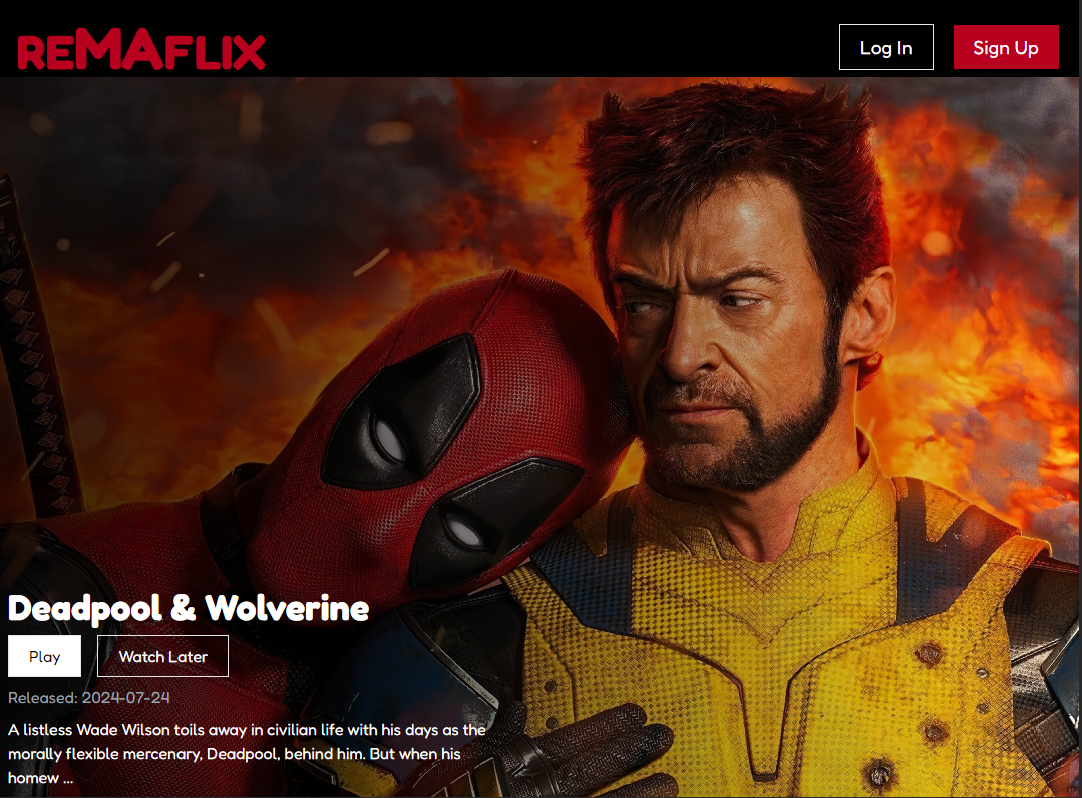 REMAFLIX
Log In
Sign Up
Deadpool & Wolverine
Play
Watch Later
Released: 2024-07-24
A listless Wade Wilson toils away in civilian life with his days as the
morally flexible mercenary, Deadpool, behind him. But when his
homew ...